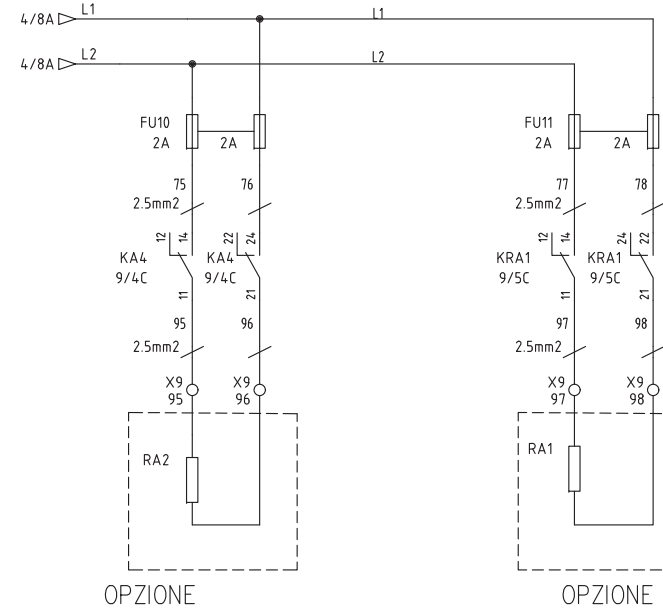 4/8A L1 L1
4/8A L2 L2
FU10 FU11
2A 2A 2A 2A
75 76 77 78
2.5mm2 2.5mm2
12 14 22 24 12 14 24 22
KA4 KA4 KRA1 KRA1
9/4C 9/4C 9/5C 9/5C
11 21 11 21
95 96 97 98
2.5mm2 2.5mm2
X9 X9 X9 X9
95 96 97 98
RA2 RA1
OPZIONE OPZIONE